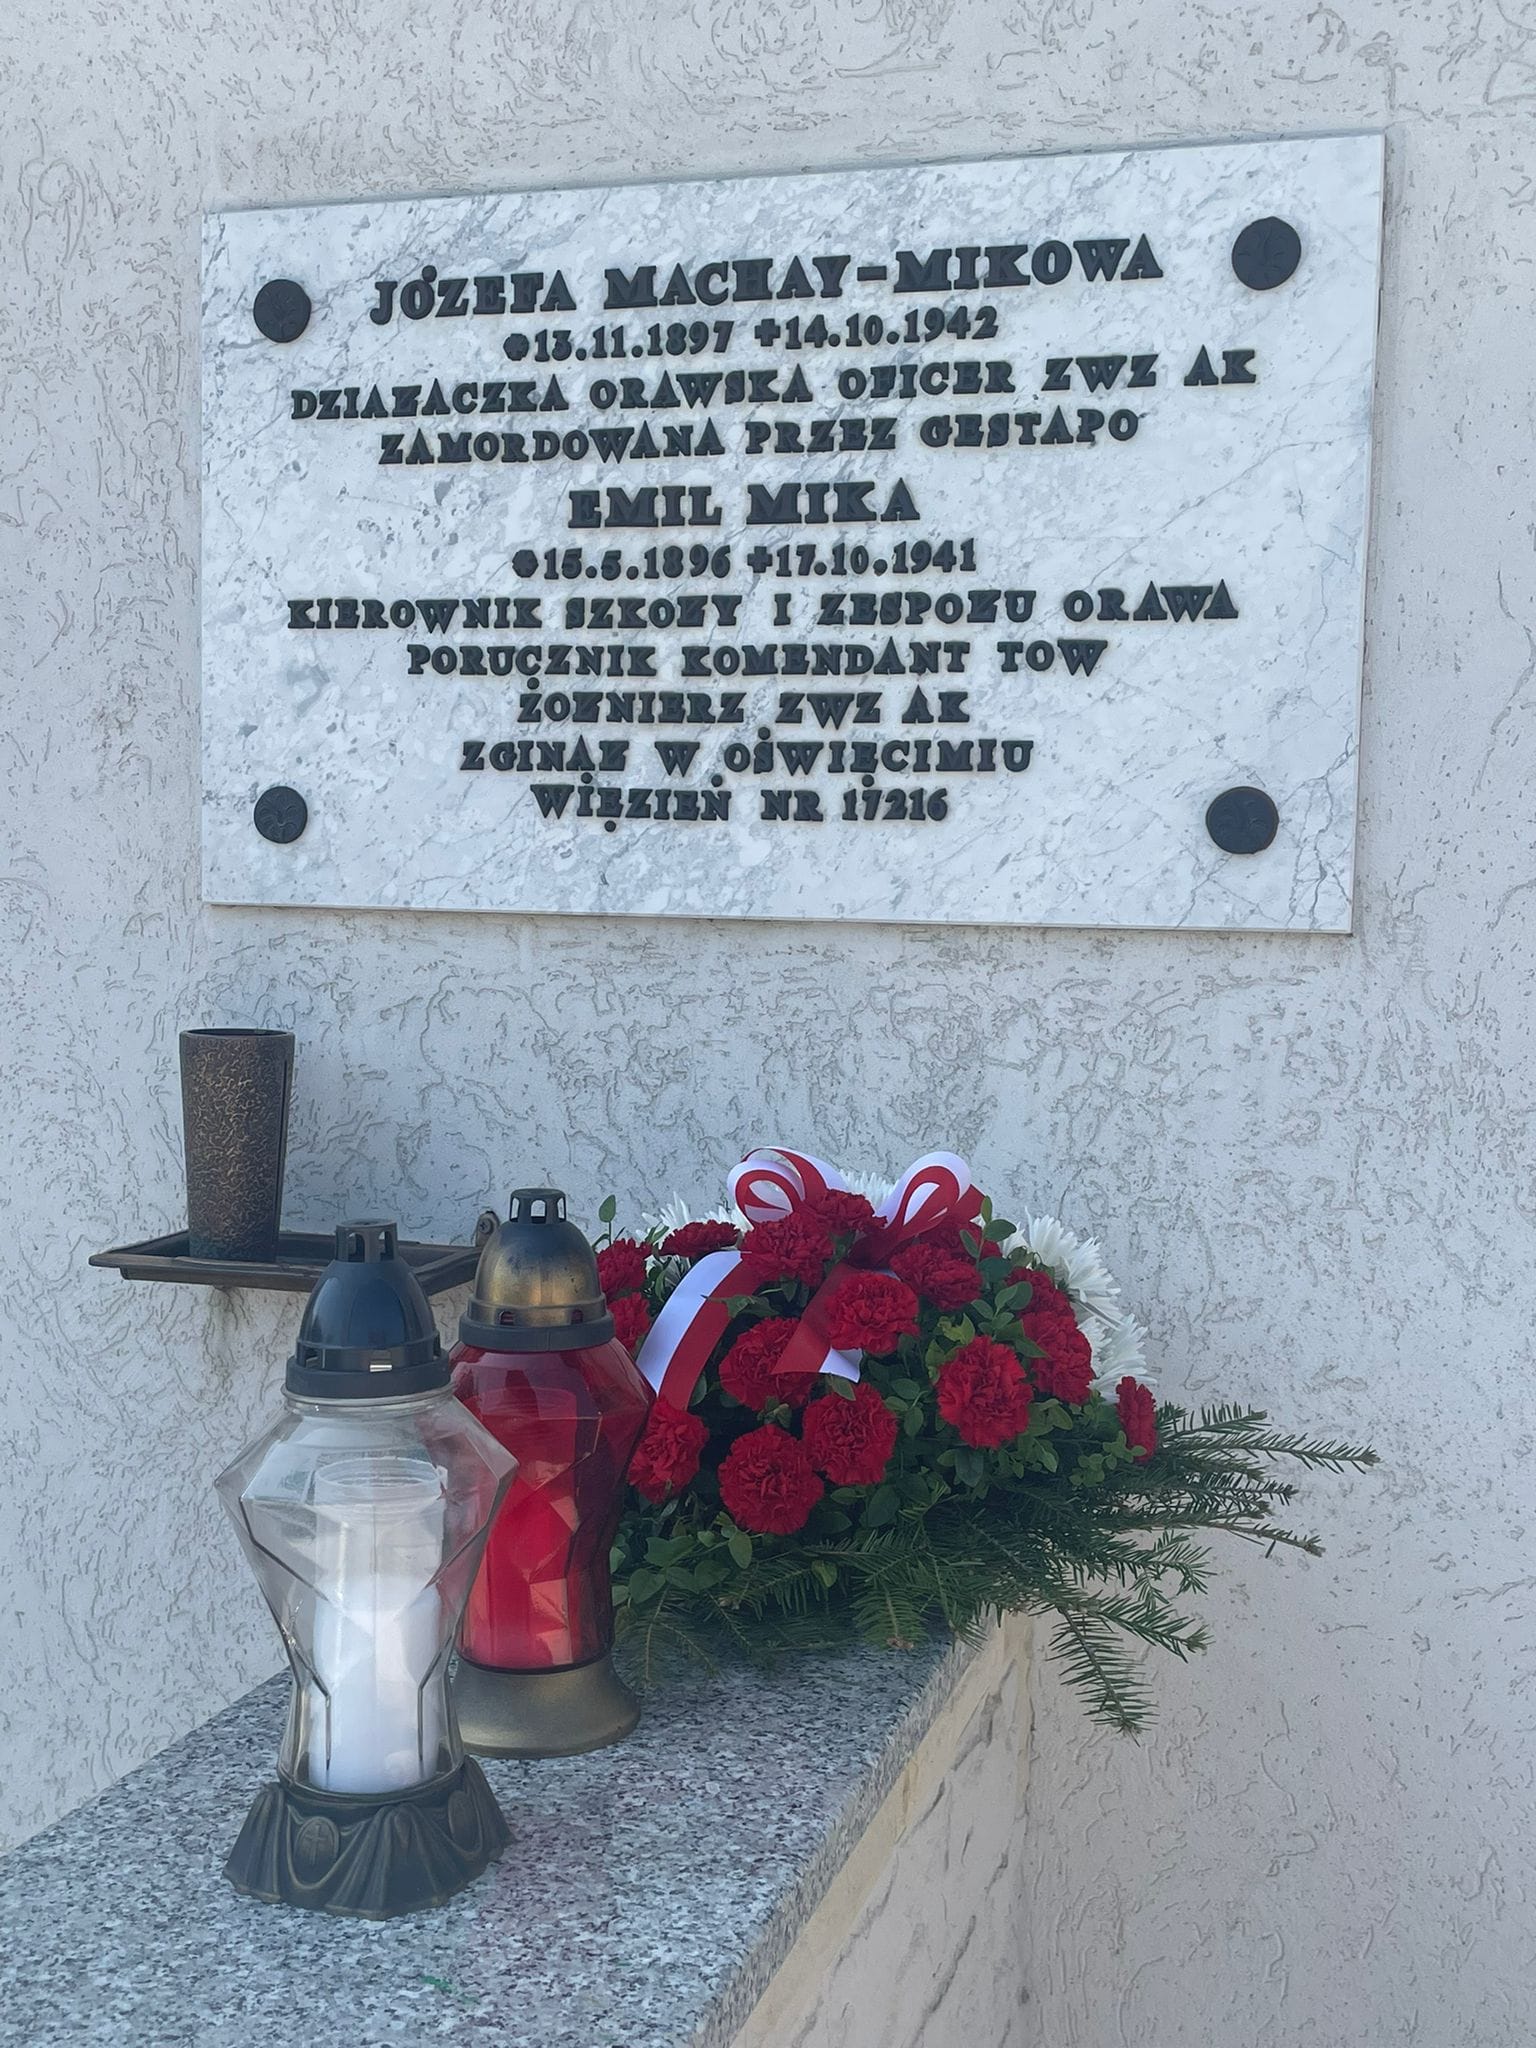 JÓZEFA MACHAY-MIKOWA
*13.11.1897 ✝14.10.1942
DZIAŁACZKA ORAWSKA OFICER ZWZ AK
ZAMORDOWANA PRZEZ GESTAPO
EMIL MIKA
*15.5.1896 ✝17.10.1941
KIEROWNIK SZKOŁY I ZESPOŁU ORAWA
PORUCZNIK KOMENDANT TOW
ŻOŁNIERZ ZWZ AK
ZGINAŁ W OŚWIĘCIMIU
WIĘZIEŃ NR 17216